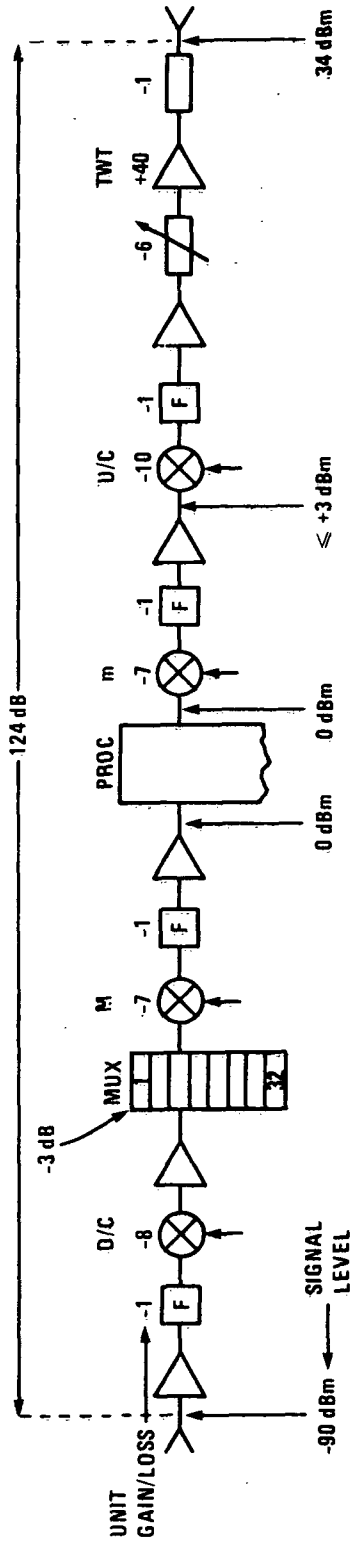 124 dB
UNIT
GAIN/LOSS
-1
F
D/C
-8
-3 dB
MUX
1
32
M
-7
-1
F
PROC
m
-7
-1
F
U/C
-10
-1
F
-6
TWT
+40
-1
-90 dBm
SIGNAL
LEVEL
0 dBm
0 dBm
⩽ +3 dBm
34 dBm